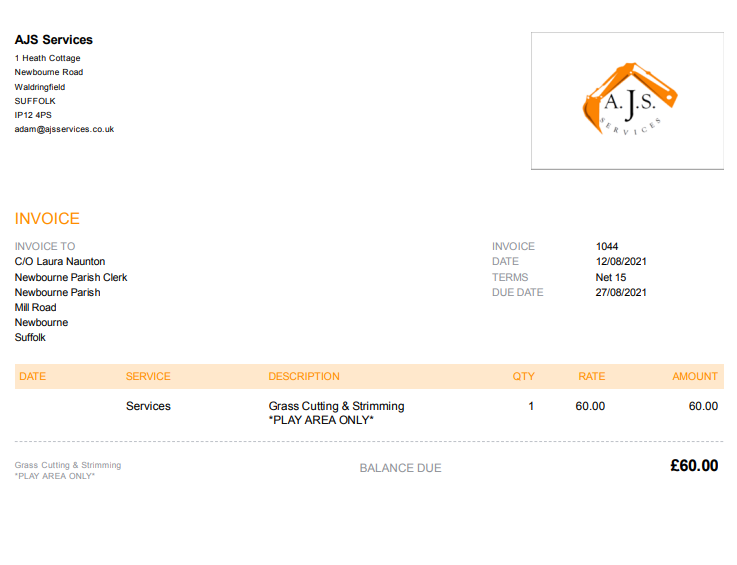 AJS Services
1 Heath Cottage
Newbourne Road
Waldringfield
SUFFOLK
IP12 4PS
adam@ajsservices.co.uk
A. J. S.
SERVICES
INVOICE
INVOICE TO
C/O Laura Naunton
Newbourne Parish Clerk
Newbourne Parish
Mill Road
Newbourne
Suffolk
INVOICE 1044
DATE 12/08/2021
TERMS Net 15
DUE DATE 27/08/2021
DATE SERVICE DESCRIPTION QTY RATE AMOUNT
Services Grass Cutting & Strimming 1 60.00 60.00
*PLAY AREA ONLY*
Grass Cutting & Strimming
*PLAY AREA ONLY*
BALANCE DUE £60.00